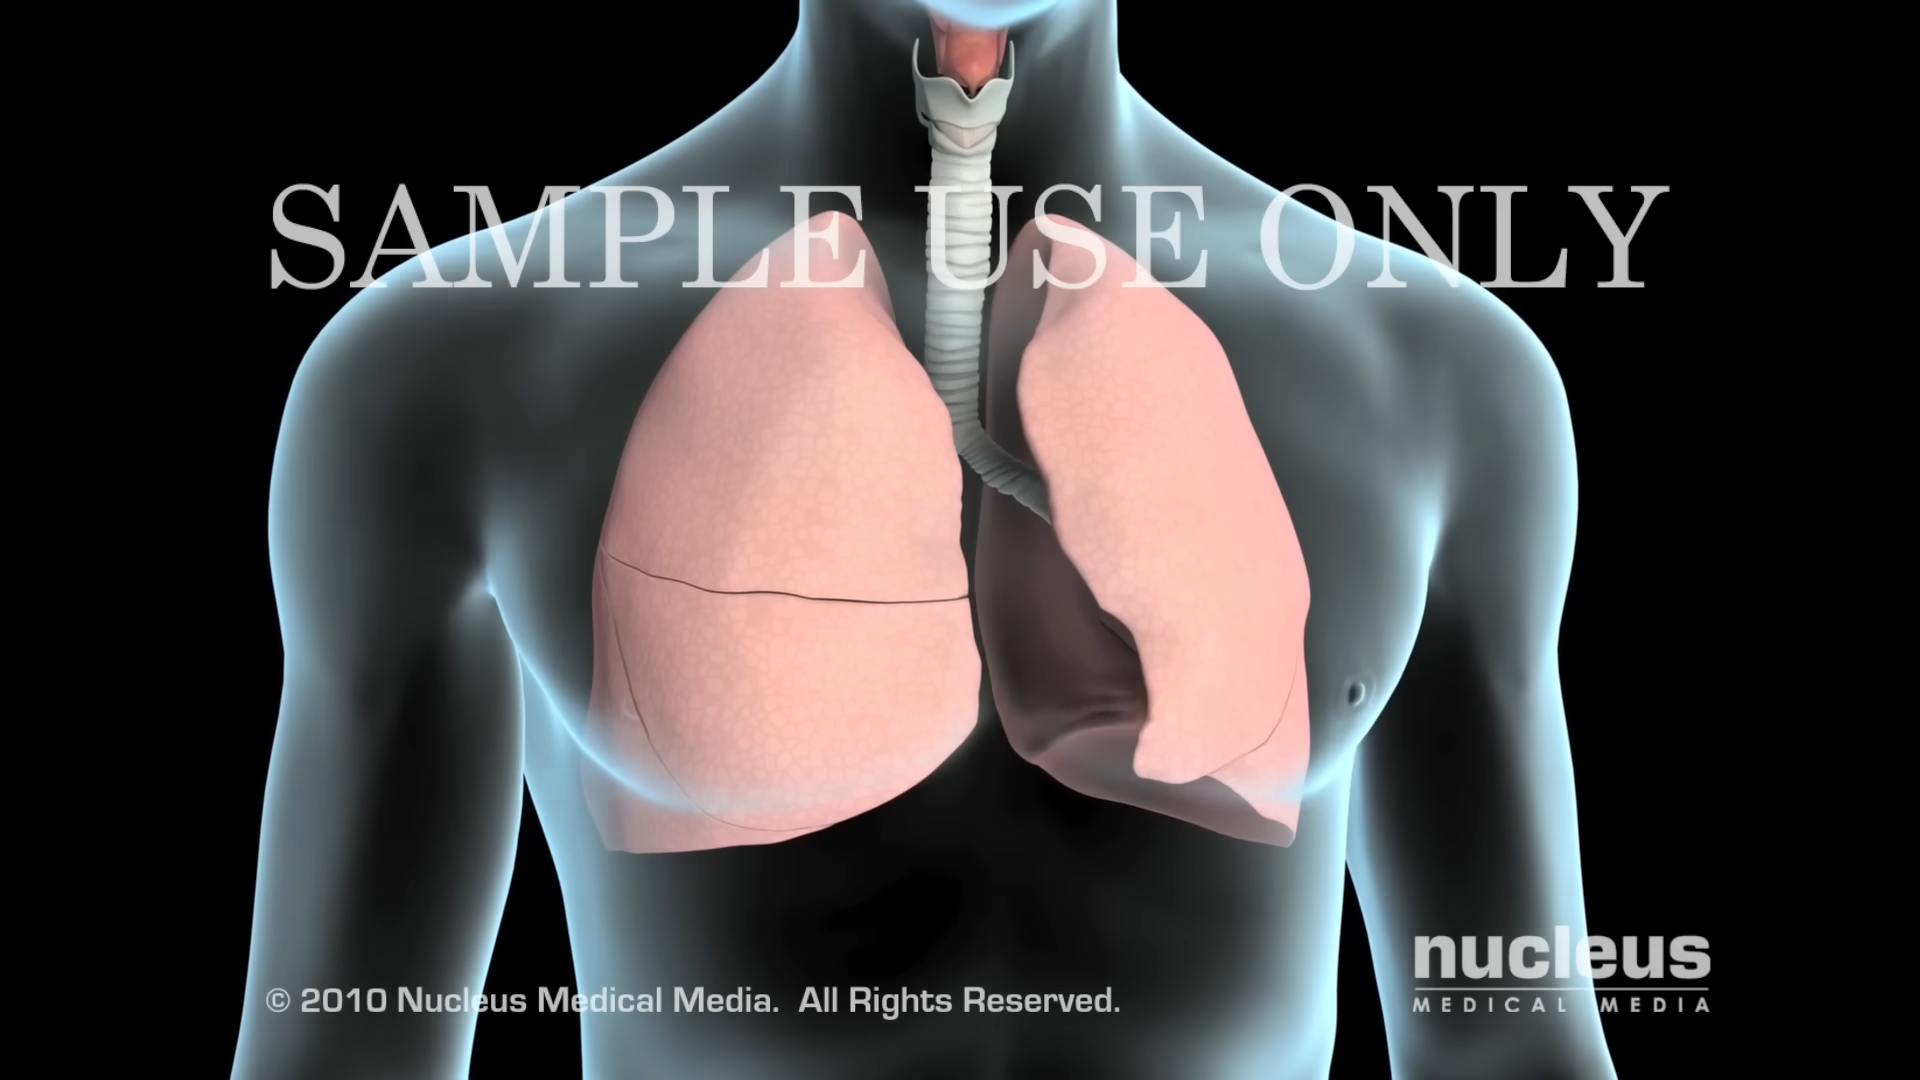 SAMPLE USE ONLY
nucleus
MEDICAL MEDIA
© 2010 Nucleus Medical Media.  All Rights Reserved.